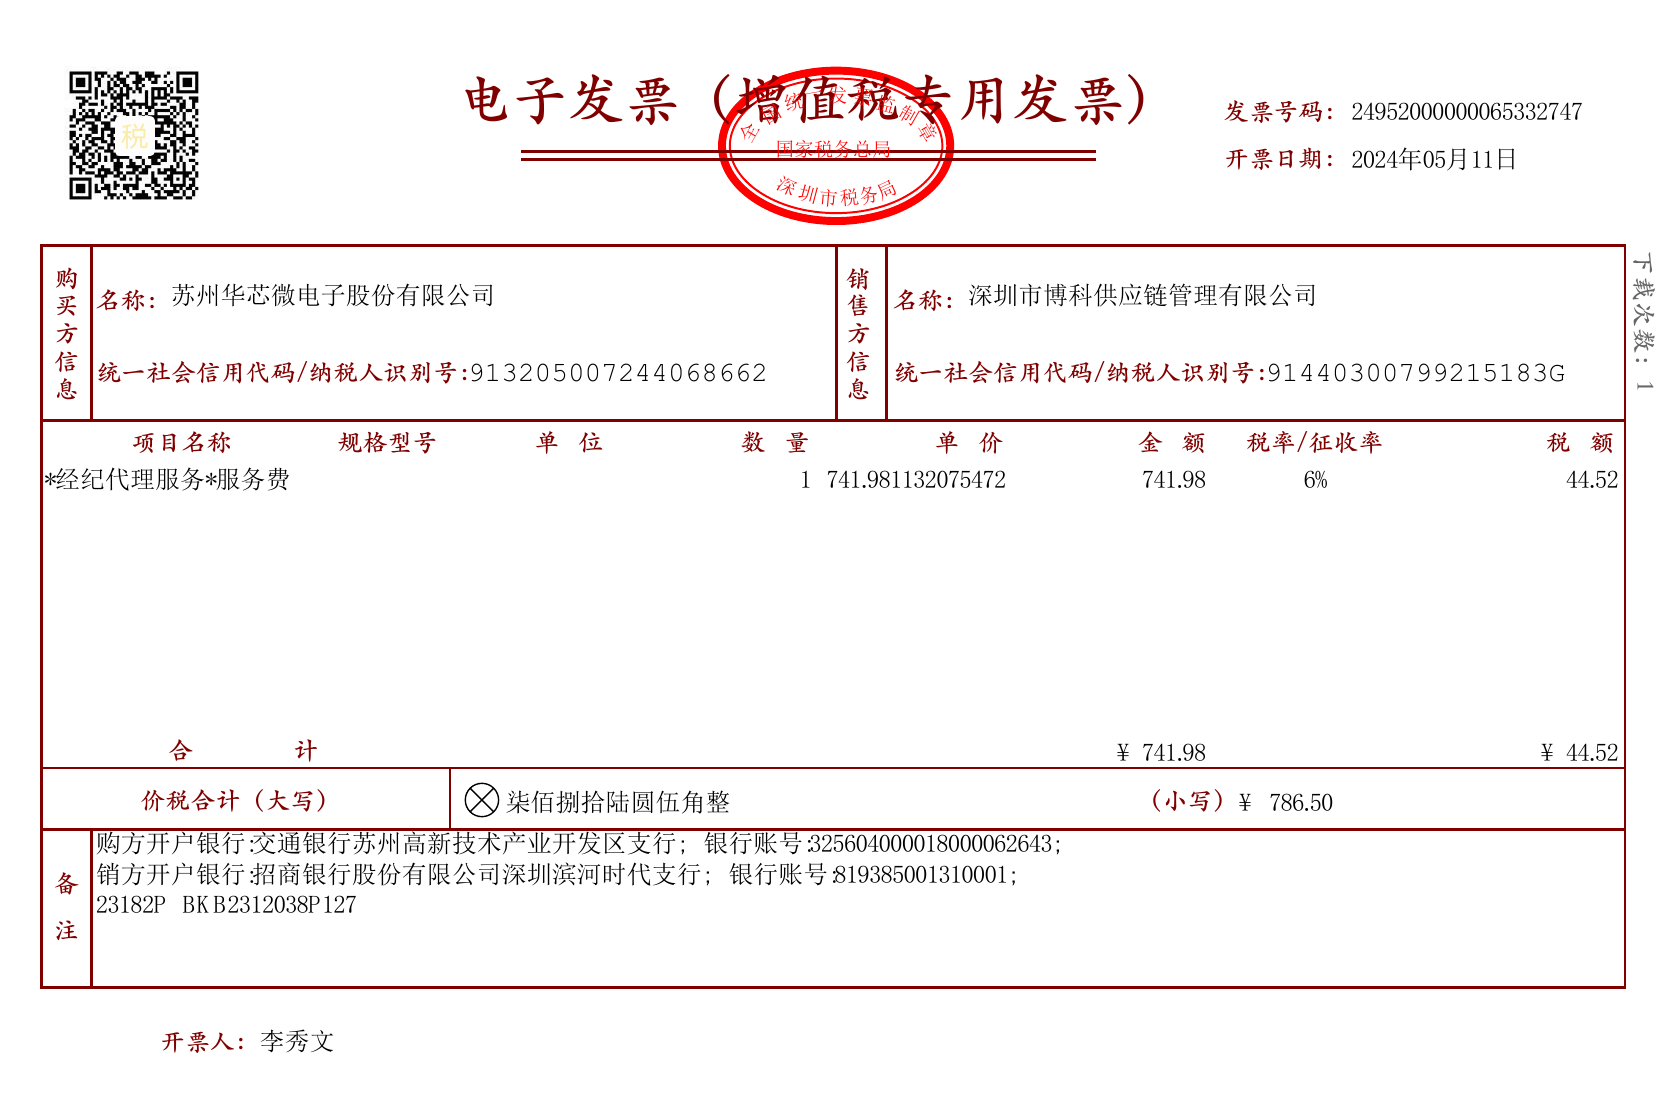 电子发票（增值税专用发票）
全国统一发票监制章
国家税务总局
深圳市税务局
税
发票号码：24952000000065332747
开票日期：2024年05月11日
购买方信息
名称：苏州华芯微电子股份有限公司
统一社会信用代码/纳税人识别号:913205007244068662
销售方信息
名称：深圳市博科供应链管理有限公司
统一社会信用代码/纳税人识别号:91440300799215183G
下载次数：1
项目名称 规格型号 单位 数量 单价 金额 税率/征收率 税额
*经纪代理服务*服务费 1 741.981132075472 741.98 6% 44.52
合计 ¥ 741.98 ¥ 44.52
价税合计（大写） ⊗柒佰捌拾陆圆伍角整 （小写）¥ 786.50
备注
购方开户银行:交通银行苏州高新技术产业开发区支行； 银行账号:325604000018000062643;
销方开户银行:招商银行股份有限公司深圳滨河时代支行； 银行账号:819385001310001;
23182P BKB2312038P127
开票人：李秀文